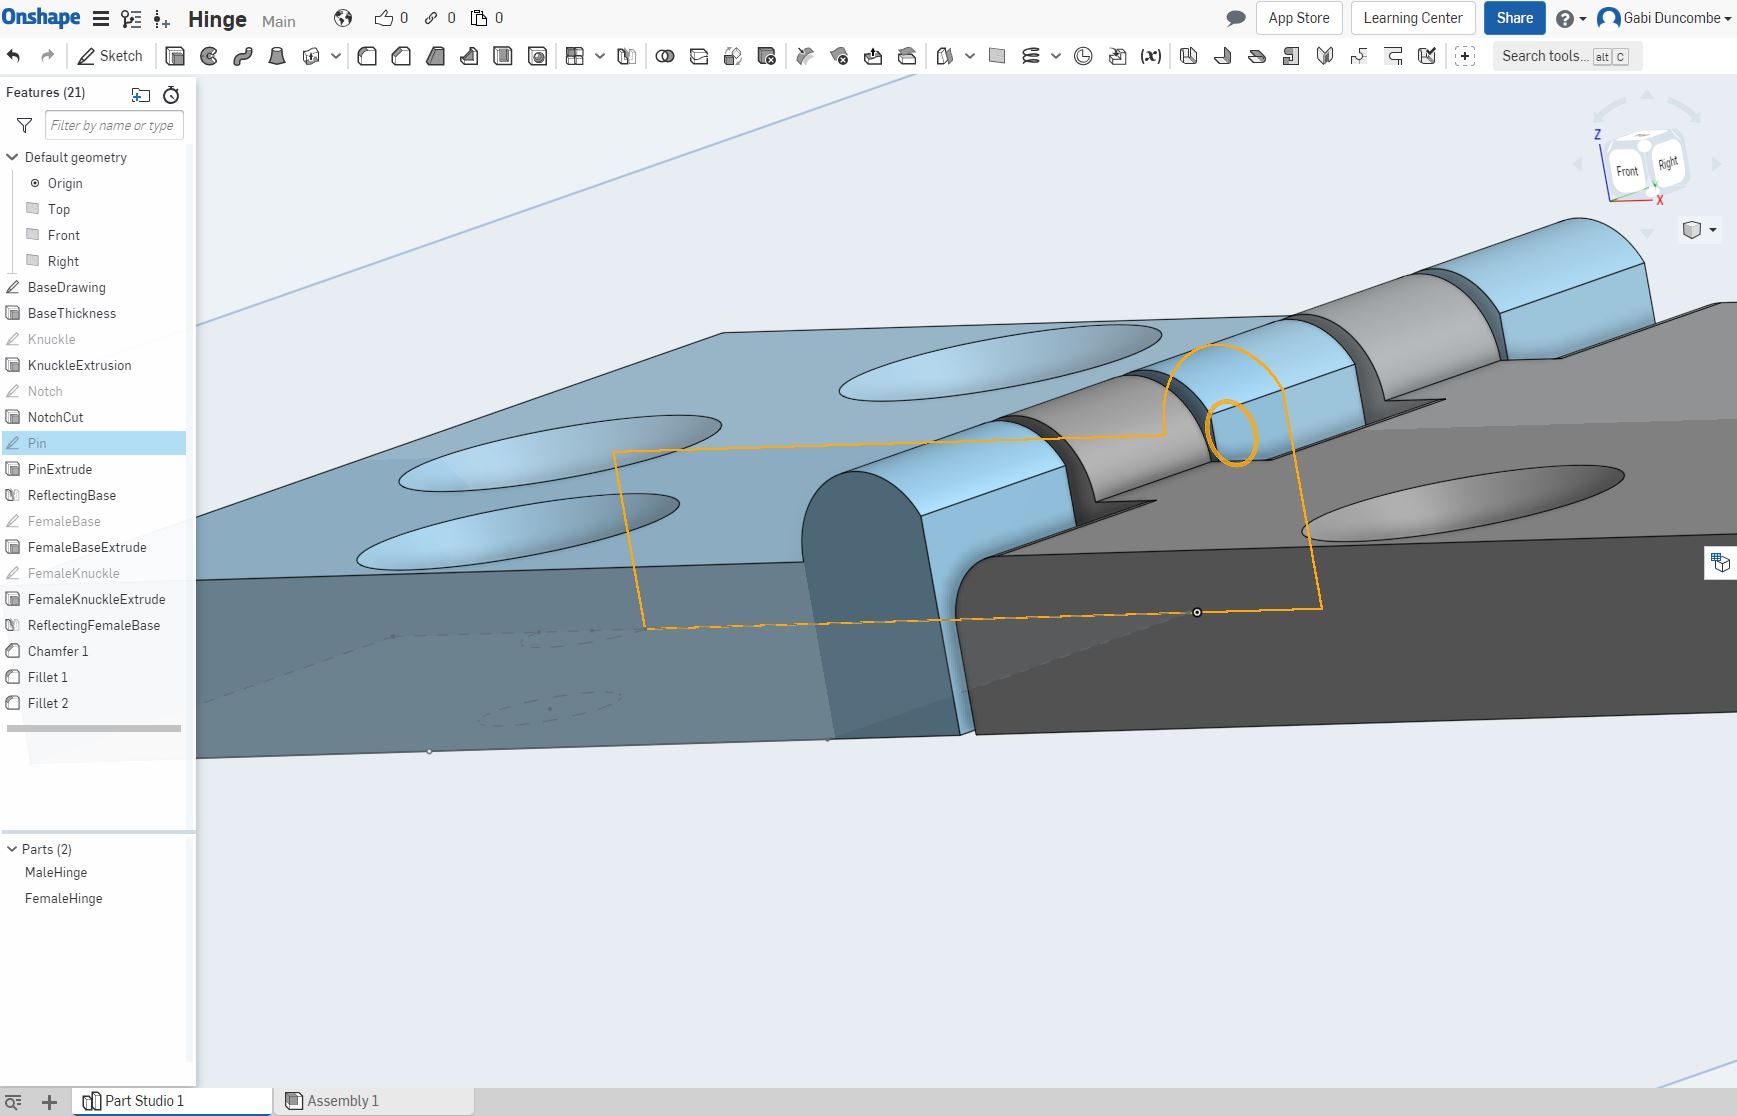 Onshape
Hinge Main
0 0 0
App Store
Learning Center
Share
Gabi Duncombe
Sketch
(x)
Search tools... alt C
Features (21)
Filter by name or type
Default geometry
Origin
Top
Front
Right
BaseDrawing
BaseThickness
Knuckle
KnuckleExtrusion
Notch
NotchCut
Pin
PinExtrude
ReflectingBase
FemaleBase
FemaleBaseExtrude
FemaleKnuckle
FemaleKnuckleExtrude
ReflectingFemaleBase
Chamfer 1
Fillet 1
Fillet 2
Parts (2)
MaleHinge
FemaleHinge
Z
Front
Right
X
Part Studio 1
Assembly 1